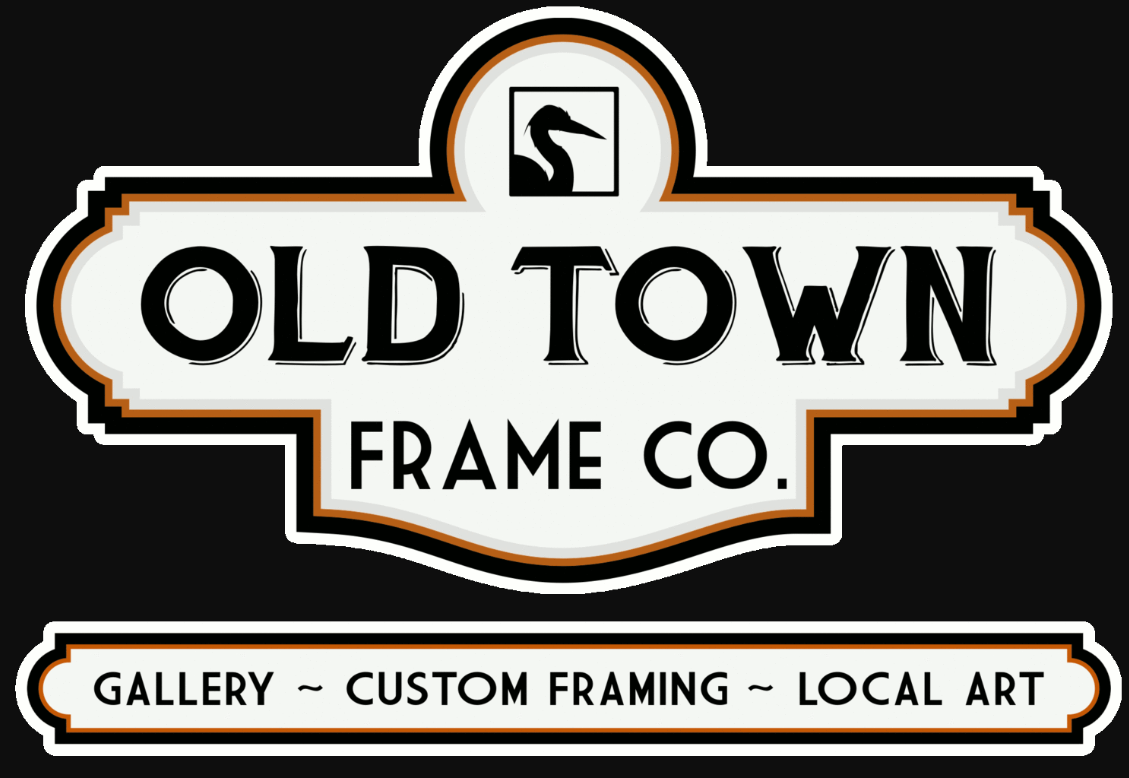 OLD TOWN
FRAME CO.
GALLERY ~ CUSTOM FRAMING ~ LOCAL ART